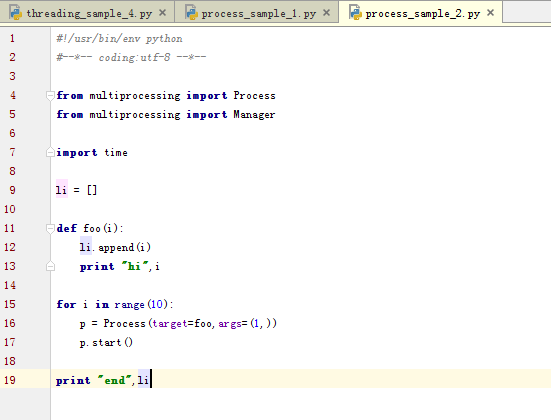 threading_sample_4.py × process_sample_1.py × process_sample_2.py ×
1 #!/usr/bin/env python
2 #--*-- coding:utf-8 --*--
3
4 from multiprocessing import Process
5 from multiprocessing import Manager
6
7 import time
8
9 li = []
10
11 def foo(i):
12     li.append(i)
13     print "hi",i
14
15 for i in range(10):
16     p = Process(target=foo,args=(1,))
17     p.start()
18
19 print "end",li